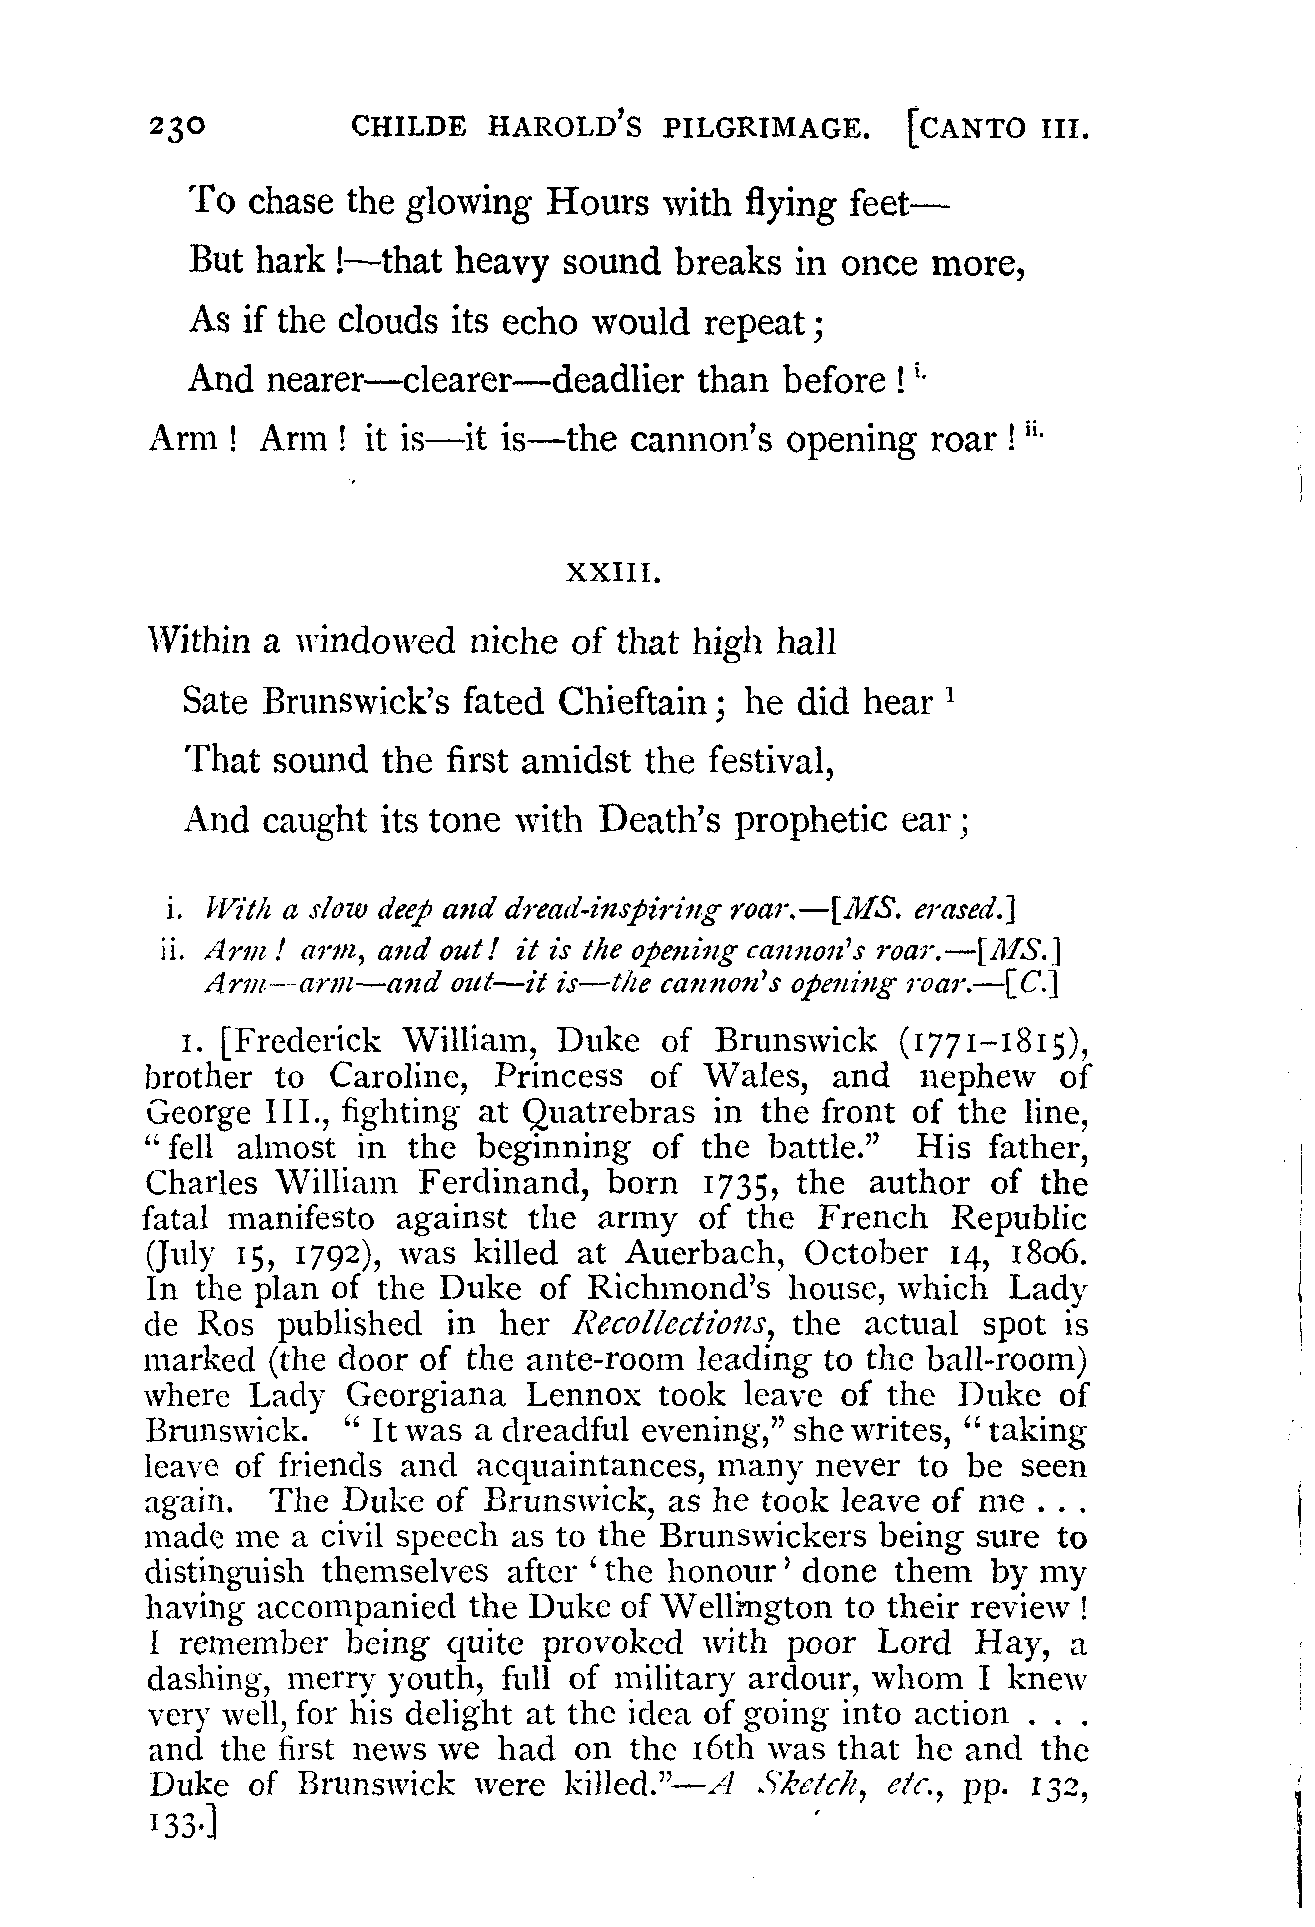 230 CHILDE HAROLD'S PILGRIMAGE. [CANTO III.
To chase the glowing Hours with flying feet—
But hark !—that heavy sound breaks in once more,
As if the clouds its echo would repeat ;
And nearer—clearer—deadlier than before ! i.
Arm ! Arm ! it is—it is—the cannon's opening roar ! ii.
XXIII.
Within a windowed niche of that high hall
Sate Brunswick's fated Chieftain ; he did hear 1
That sound the first amidst the festival,
And caught its tone with Death's prophetic ear ;
i. With a slow deep and dread-inspiring roar.—[MS. erased.]
ii. Arm ! arm, and out! it is the opening cannon's roar.—[MS.]
Arm—arm—and out—it is—the cannon's opening roar.—[C.]
1. [Frederick William, Duke of Brunswick (1771–1815),
brother to Caroline, Princess of Wales, and nephew of
George III., fighting at Quatrebras in the front of the line,
“fell almost in the beginning of the battle.” His father,
Charles William Ferdinand, born 1735, the author of the
fatal manifesto against the army of the French Republic
(July 15, 1792), was killed at Auerbach, October 14, 1806.
In the plan of the Duke of Richmond's house, which Lady
de Ros published in her Recollections, the actual spot is
marked (the door of the ante-room leading to the ball-room)
where Lady Georgiana Lennox took leave of the Duke of
Brunswick. “It was a dreadful evening,” she writes, “taking
leave of friends and acquaintances, many never to be seen
again. The Duke of Brunswick, as he took leave of me . . .
made me a civil speech as to the Brunswickers being sure to
distinguish themselves after ‘the honour’ done them by my
having accompanied the Duke of Wellington to their review !
I remember being quite provoked with poor Lord Hay, a
dashing, merry youth, full of military ardour, whom I knew
very well, for his delight at the idea of going into action . . .
and the first news we had on the 16th was that he and the
Duke of Brunswick were killed.”—A Sketch, etc., pp. 132,
133.]